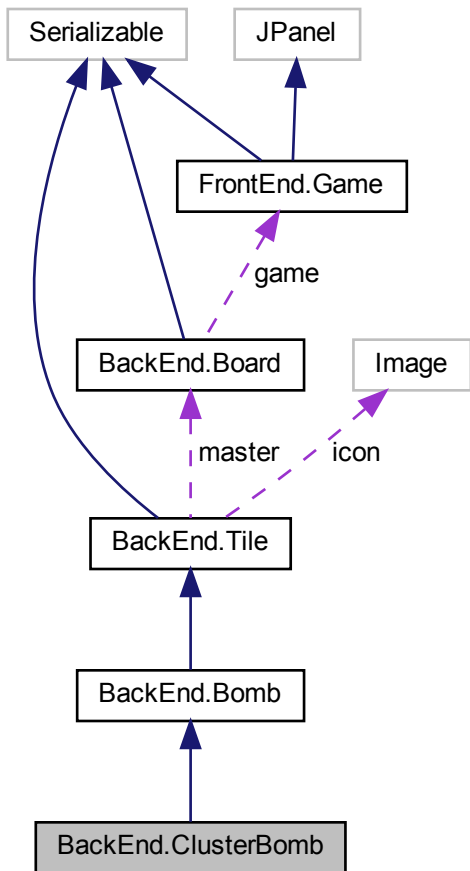 Serializable
JPanel
FrontEnd.Game
game
BackEnd.Board
Image
master
icon
BackEnd.Tile
BackEnd.Bomb
BackEnd.ClusterBomb